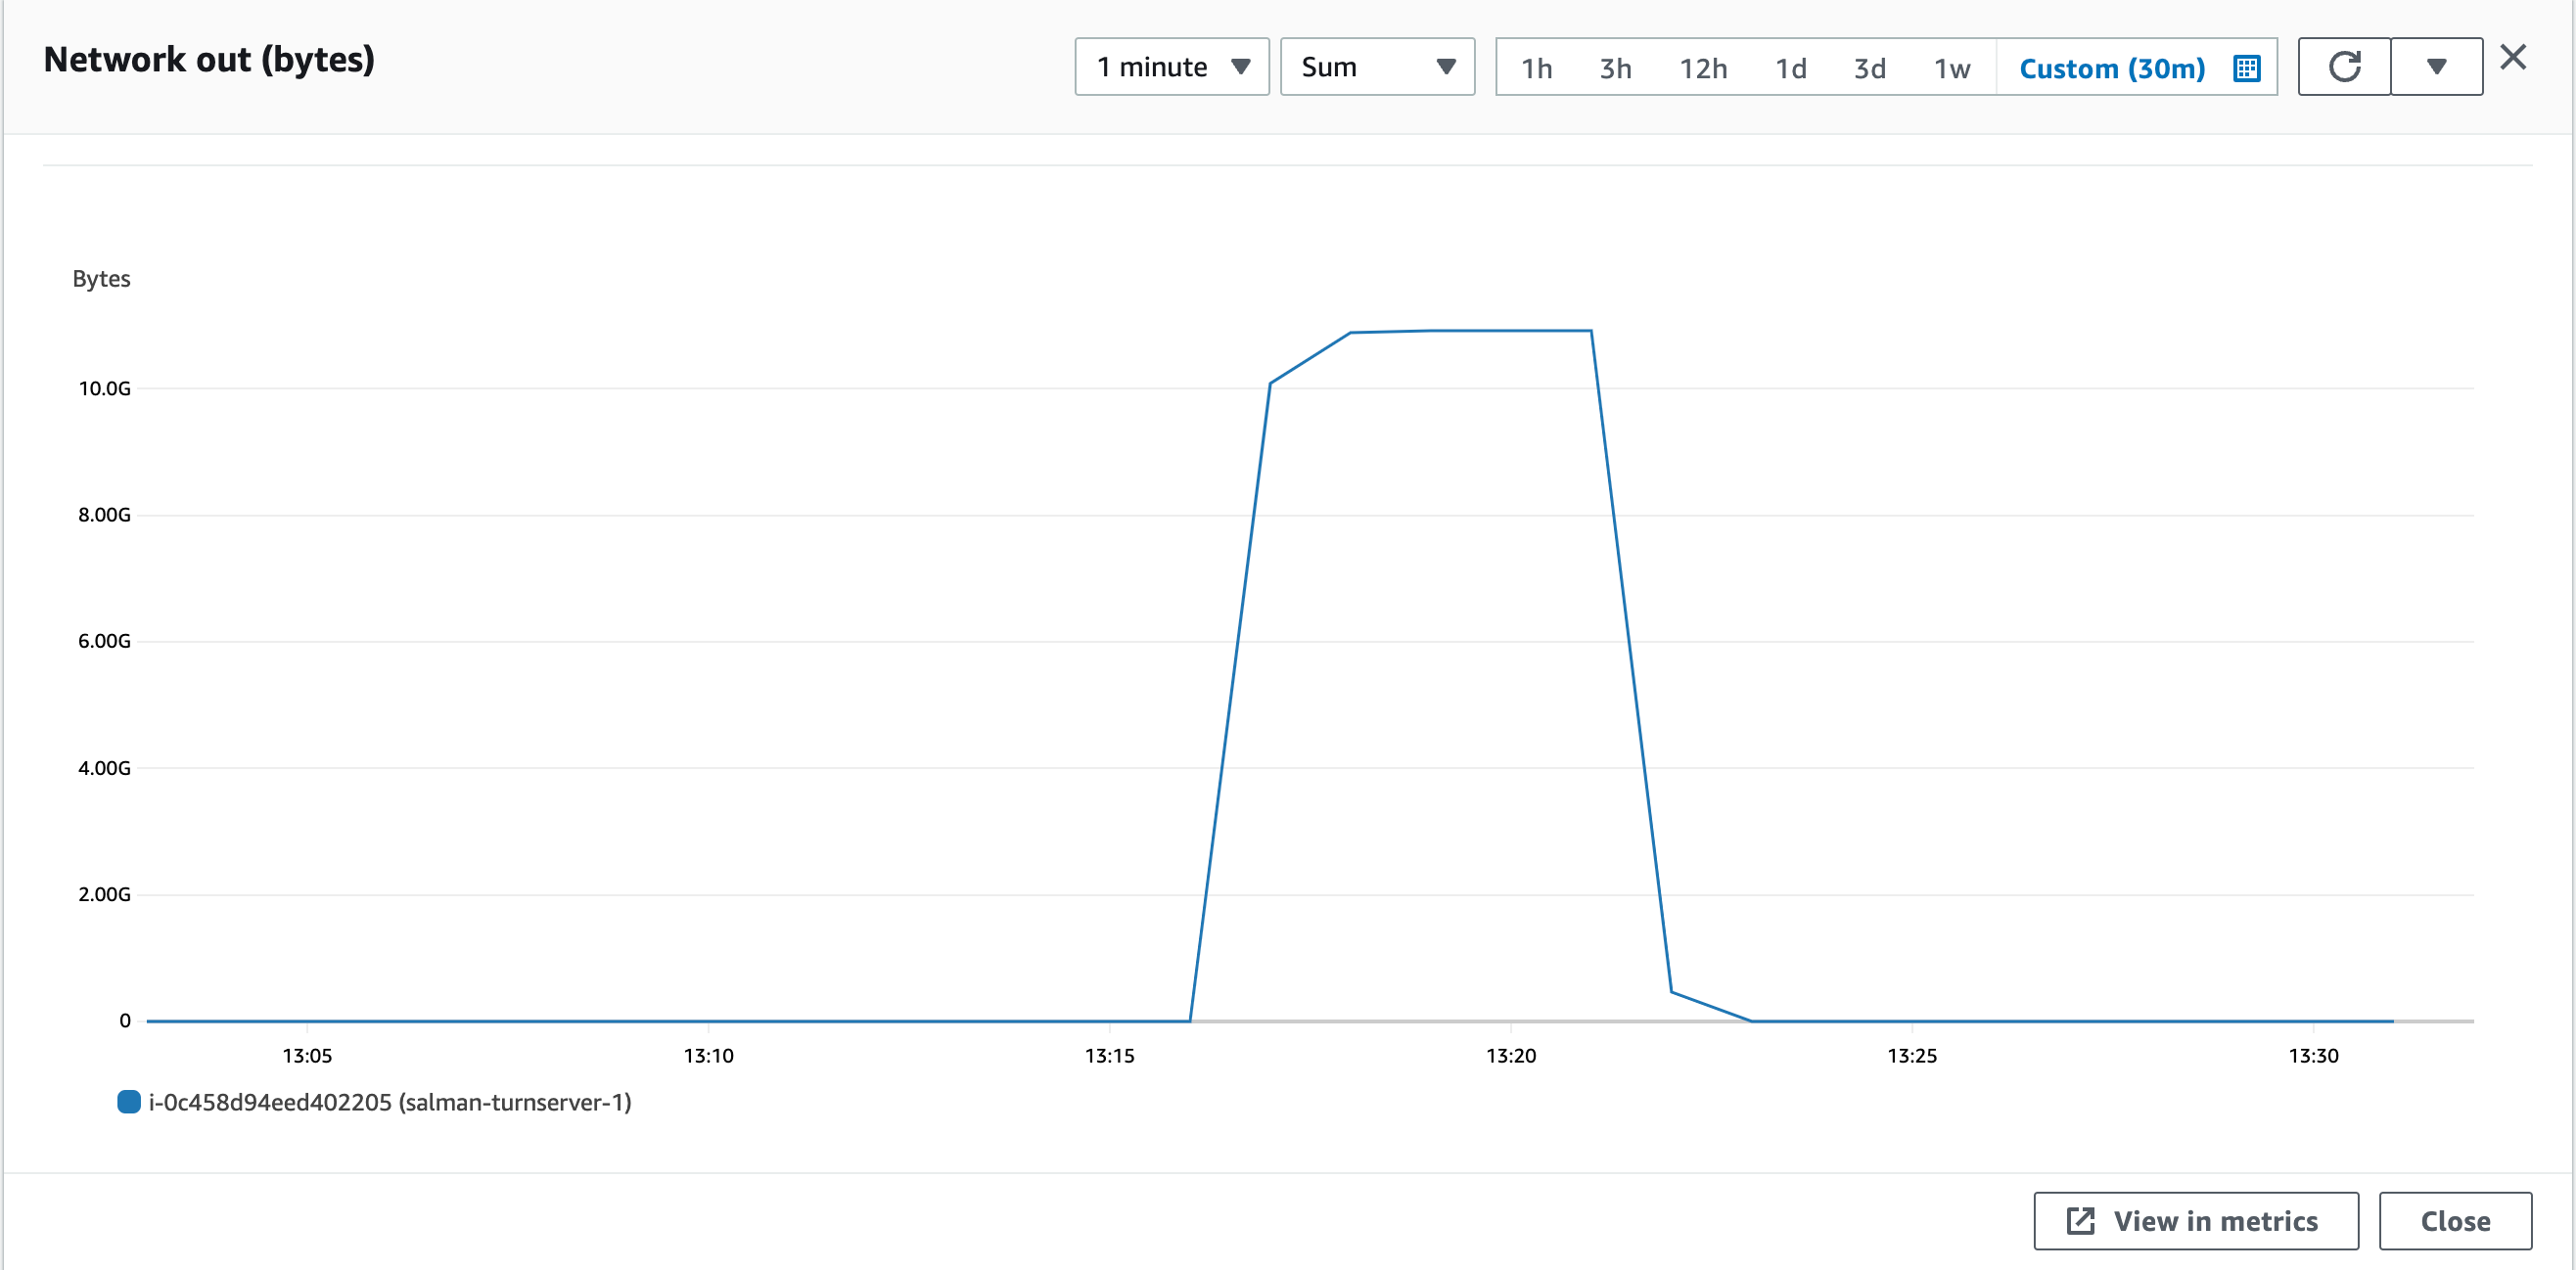 Network out (bytes)
1 minute Sum 1h 3h 12h 1d 3d 1w Custom (30m)
Bytes
10.0G
8.00G
6.00G
4.00G
2.00G
0
13:05 13:10 13:15 13:20 13:25 13:30
i-0c458d94eed402205 (salman-turnserver-1)
View in metrics Close